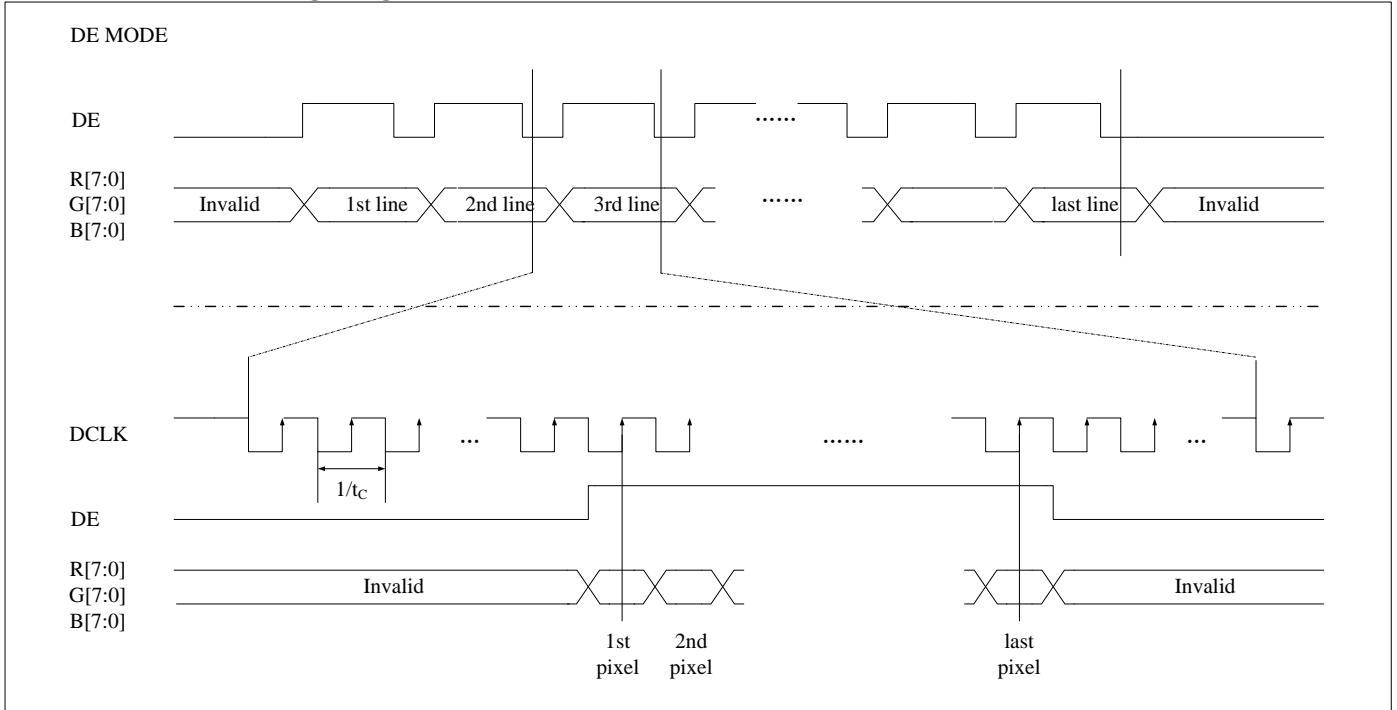 DE MODE
DE
R[7:0]
G[7:0]
B[7:0]
Invalid 1st line 2nd line 3rd line ...... last line Invalid
......
DCLK
... ...... ...
1/tC
DE
R[7:0]
G[7:0]
B[7:0]
Invalid Invalid
1st pixel
2nd pixel
last pixel